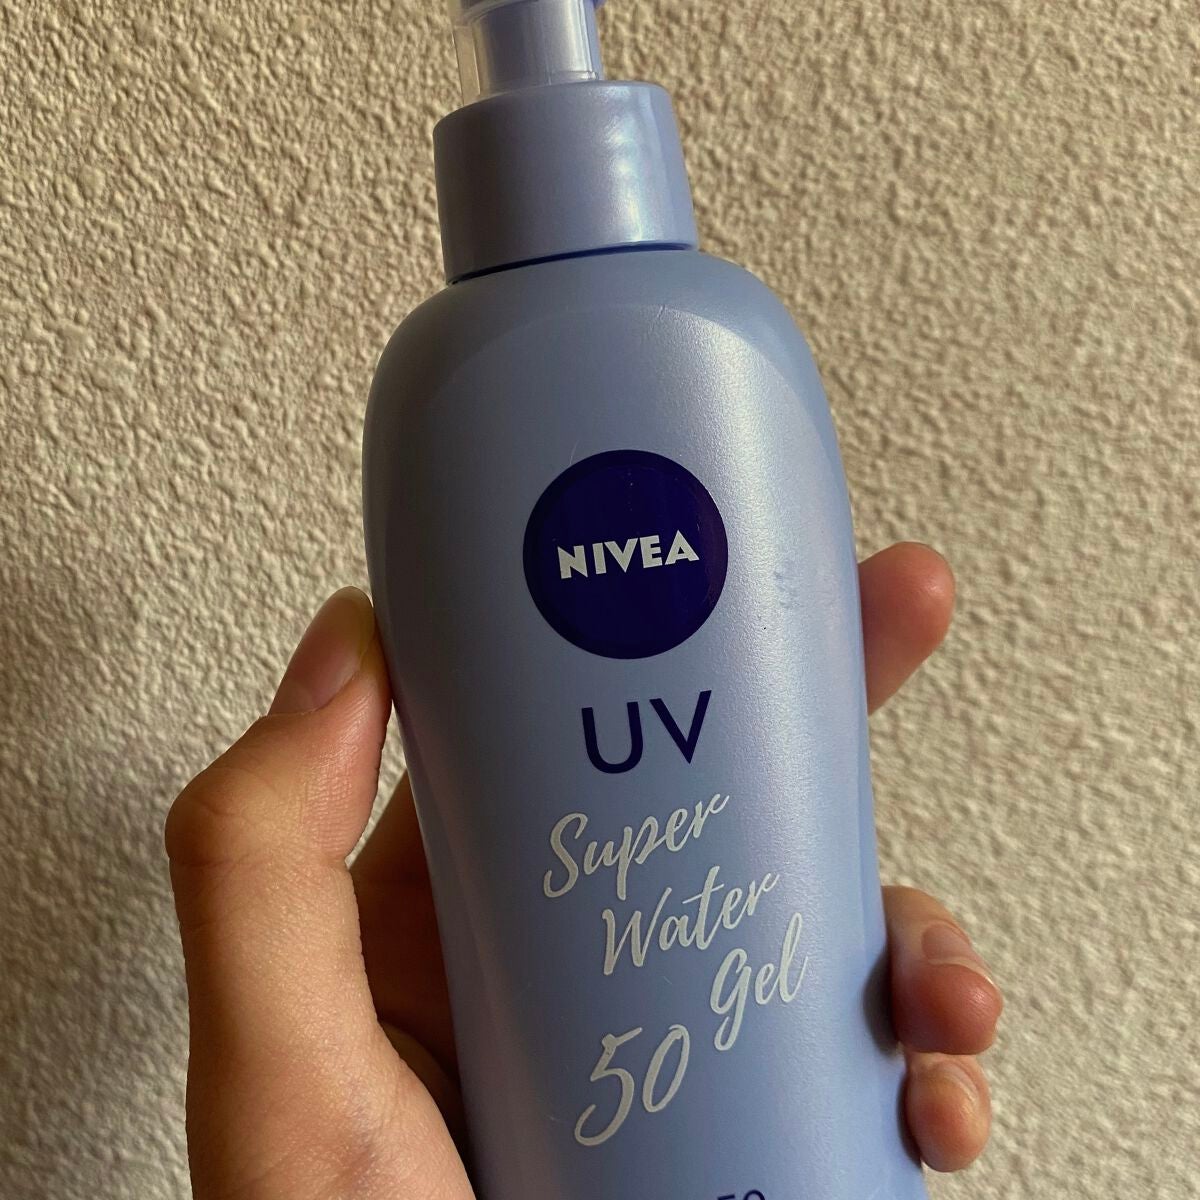 NIVEA
UV
Super
Water
Gel
50